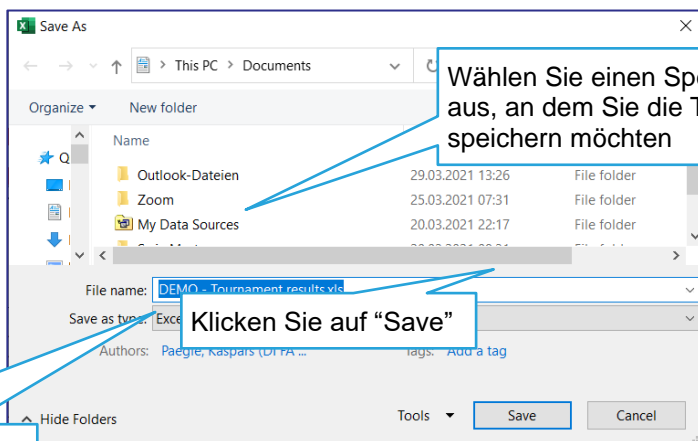 Save As
This PC > Documents
Wählen Sie einen
aus, an dem Sie die
speichern möchten
Organize
New folder
Name
Outlook-Dateien 29.03.2021 13:26 File folder
Zoom 25.03.2021 07:31 File folder
My Data Sources 20.03.2021 22:17 File folder
File name: DEMO - Tournament results.xls
Save as type:
Klicken Sie auf “Save”
Authors: Paegle, Kaspars Tags: Add a tag
Hide Folders
Tools
Save
Cancel